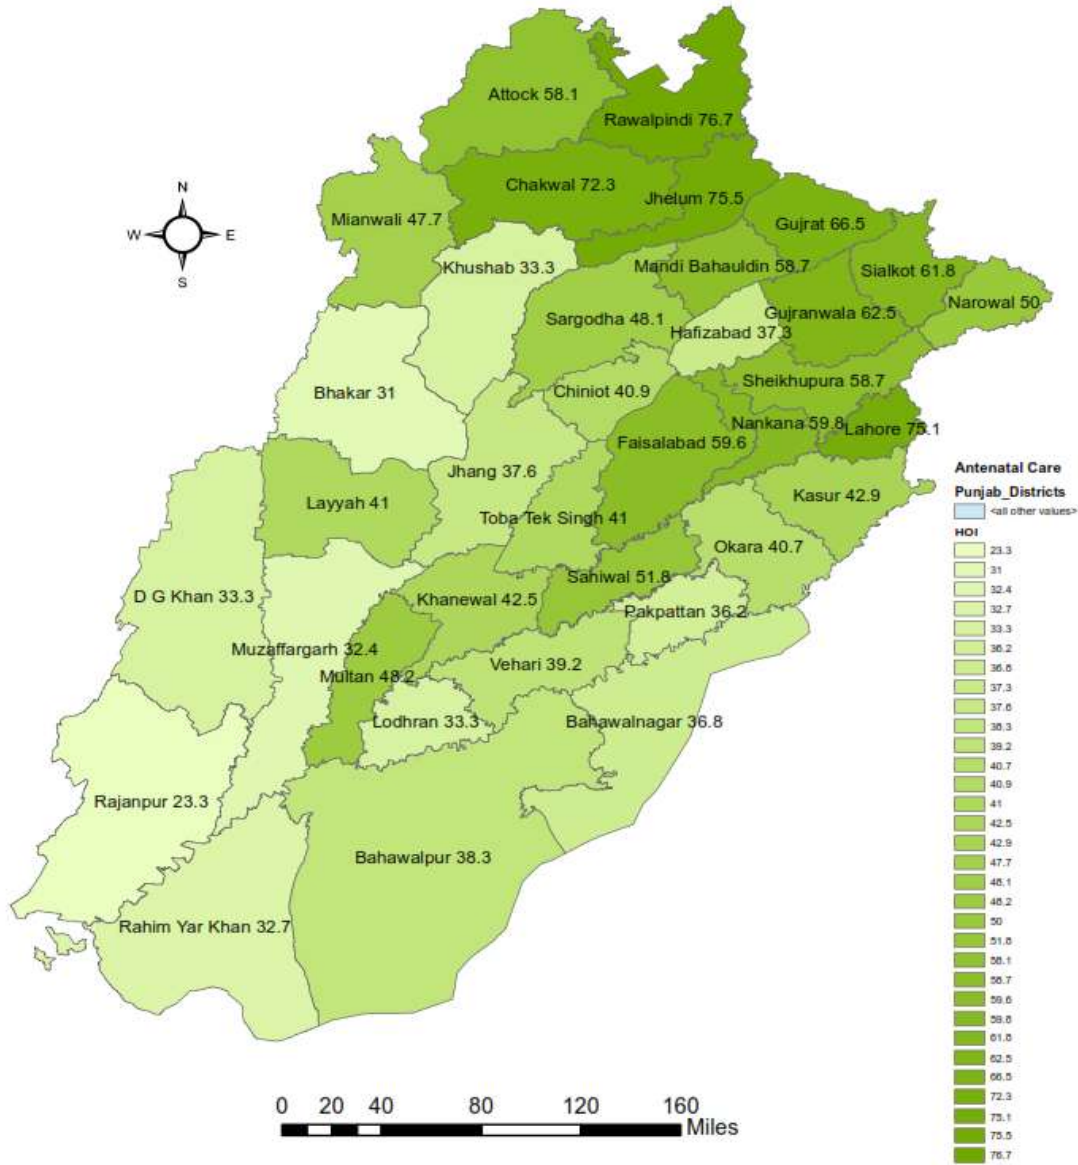 Attock 58.1
Rawalpindi 76.7
Chakwal 72.3
Jhelum 75.5
N
W E
S
Mianwali 47.7
Gujrat 66.5
Khushab 33.3
Mandi Bahauldin 58.7
Sialkot 61.8
Narowal 50
Sargodha 48.1
Gujranwala 62.5
Hafizabad 37.3
Bhakar 31
Chiniot 40.9
Sheikhupura 58.7
Nankana 59.8
Lahore 75.1
Faisalabad 59.6
Jhang 37.6
Layyah 41
Kasur 42.9
Toba Tek Singh 41
Okara 40.7
Sahiwal 51.8
D G Khan 33.3
Khanewal 42.5
Pakpattan 36.2
Muzaffargarh 32.4
Vehari 39.2
Multan 48.2
Lodhran 33.3
Bahawalnagar 36.8
Rajanpur 23.3
Bahawalpur 38.3
Rahim Yar Khan 32.7
Antenatal Care
Punjab_Districts
<all other values>
HOI
23.3
31
32.4
32.7
33.3
36.2
36.8
37.3
37.6
38.3
39.2
40.7
40.9
41
42.5
42.9
47.7
48.1
48.2
50
51.8
58.1
58.7
59.6
59.8
61.8
62.5
66.5
72.3
75.1
75.5
76.7
0 20 40 80 120 160
Miles